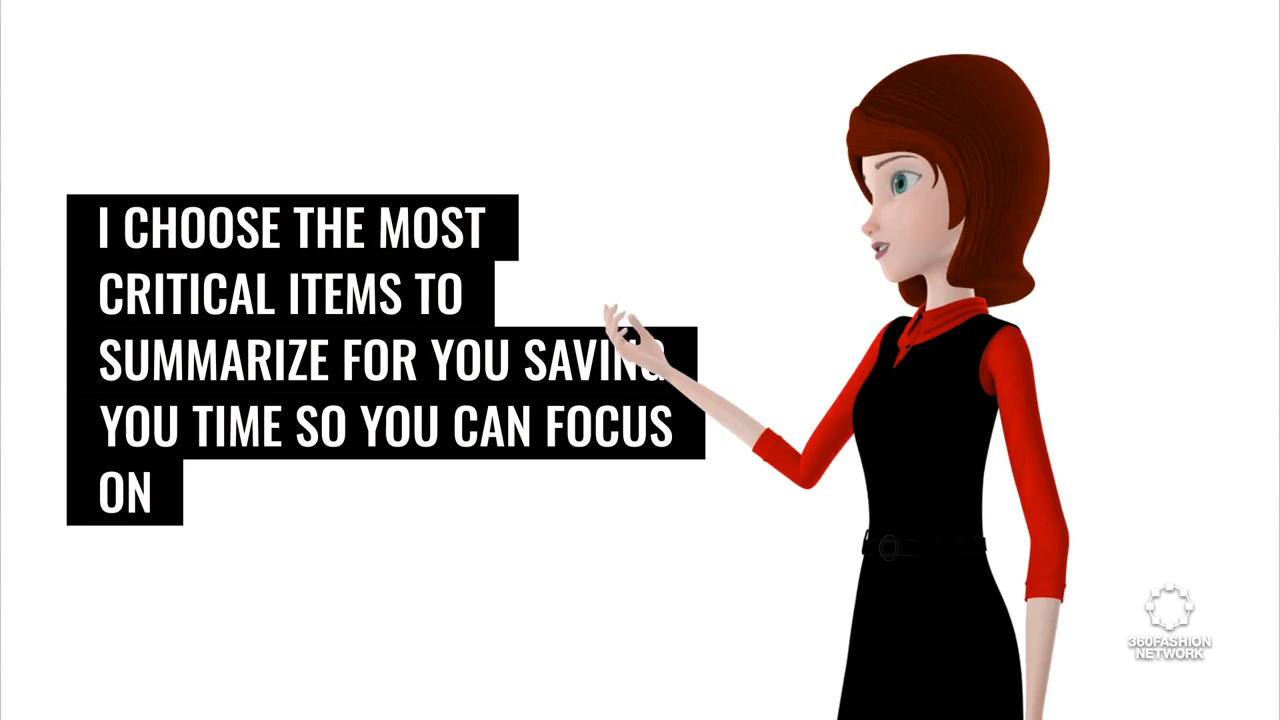 I CHOOSE THE MOST
CRITICAL ITEMS TO
SUMMARIZE FOR YOU SAVING
YOU TIME SO YOU CAN FOCUS
ON
360FASHION
NETWORK